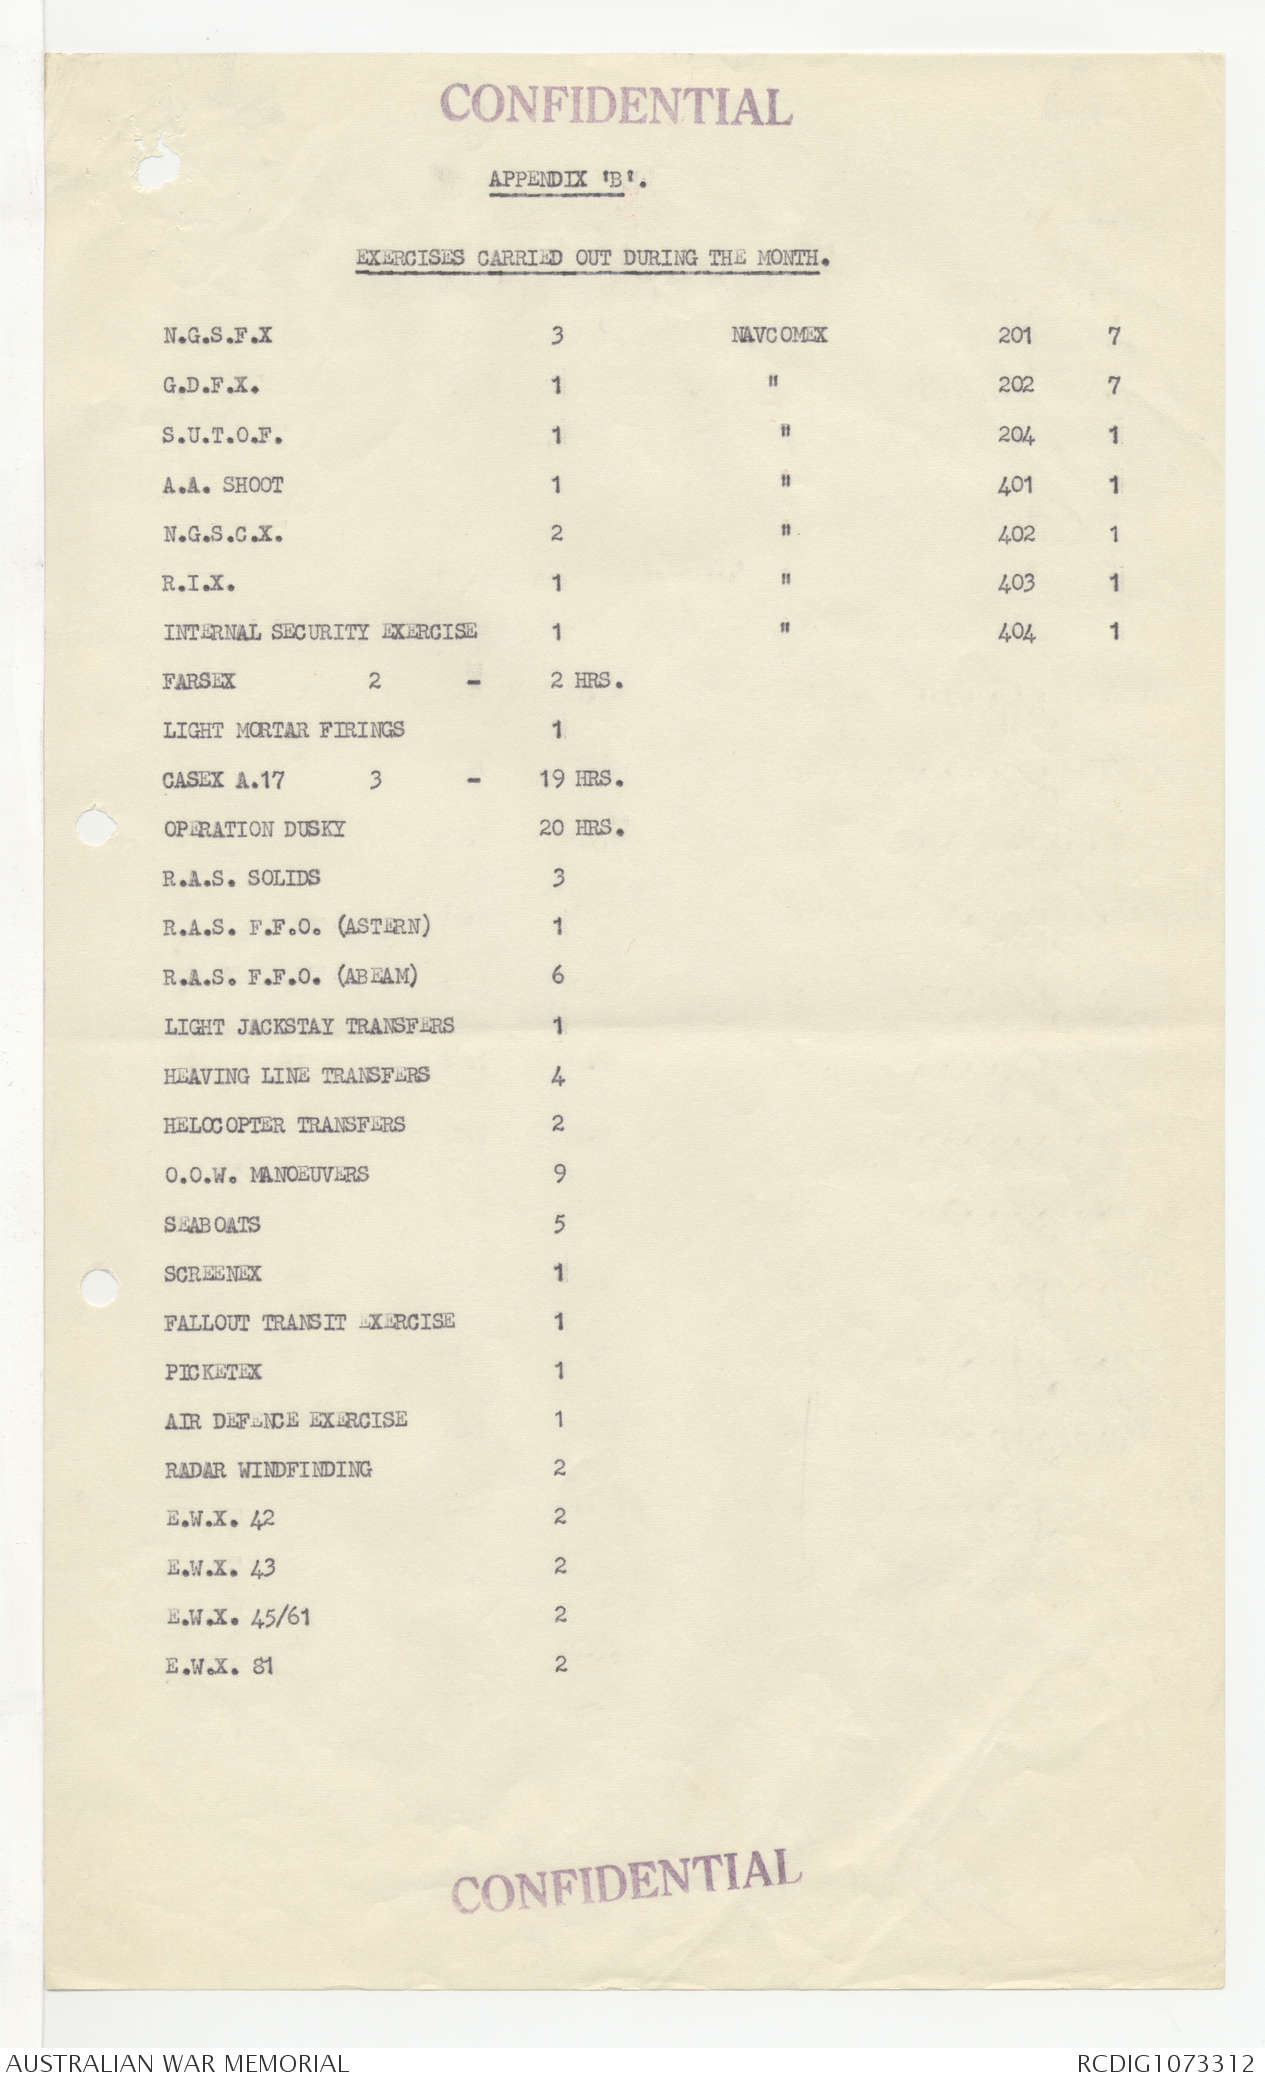 CONFIDENTIAL
APPENDIX 'B'.
EXERCISES CARRIED OUT DURING THE MONTH.
N.G.S.F.X 3 NAVCOMEX 201 7
G.D.F.X. 1 " 202 7
S.U.T.O.F. 1 " 204 1
A.A. SHOOT 1 " 401 1
N.G.S.C.X. 2 " 402 1
R.I.X. 1 " 403 1
INTERNAL SECURITY EXERCISE 1 " 404 1
FARSEX 2 - 2 HRS.
LIGHT MORTAR FIRINGS 1
CASEX A.17 3 - 19 HRS.
OPERATION DUSKY 20 HRS.
R.A.S. SOLIDS 3
R.A.S. F.F.O. (ASTERN) 1
R.A.S. F.F.O. (ABEAM) 6
LIGHT JACKSTAY TRANSFERS 1
HEAVING LINE TRANSFERS 4
HELOCOPTER TRANSFERS 2
O.O.W. MANOEUVERS 9
SEABOATS 5
SCREENEX 1
FALLOUT TRANSIT EXERCISE 1
PICKETEX 1
AIR DEFENCE EXERCISE 1
RADAR WINDFINDING 2
E.W.X. 42 2
E.W.X. 43 2
E.W.X. 45/61 2
E.W.X. 81 2
CONFIDENTIAL
AUSTRALIAN WAR MEMORIAL RCDIG1073312